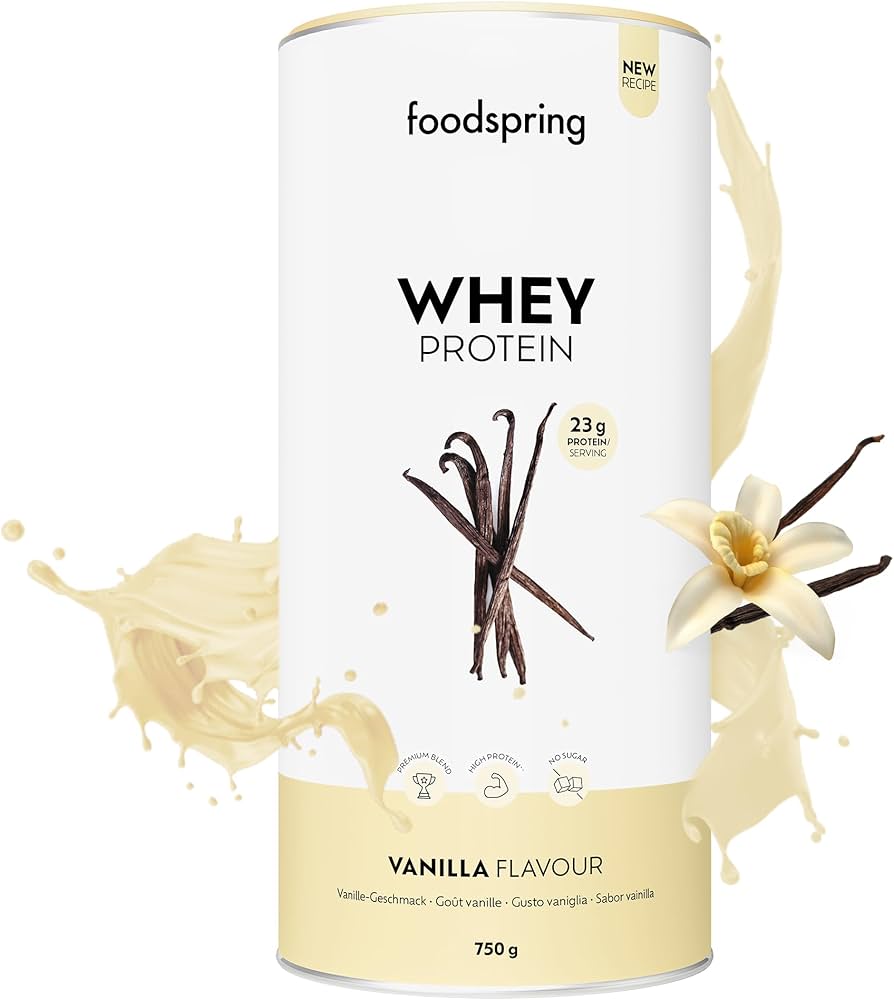 NEW
RECIPE
foodspring
WHEY
PROTEIN
23 g
PROTEIN/
SERVING
PREMIUM BLEND
HIGH PROTEIN**
NO SUGAR
VANILLA FLAVOUR
Vanille-Geschmack · Goût vanille · Gusto vaniglia · Sabor vainilla
750 g